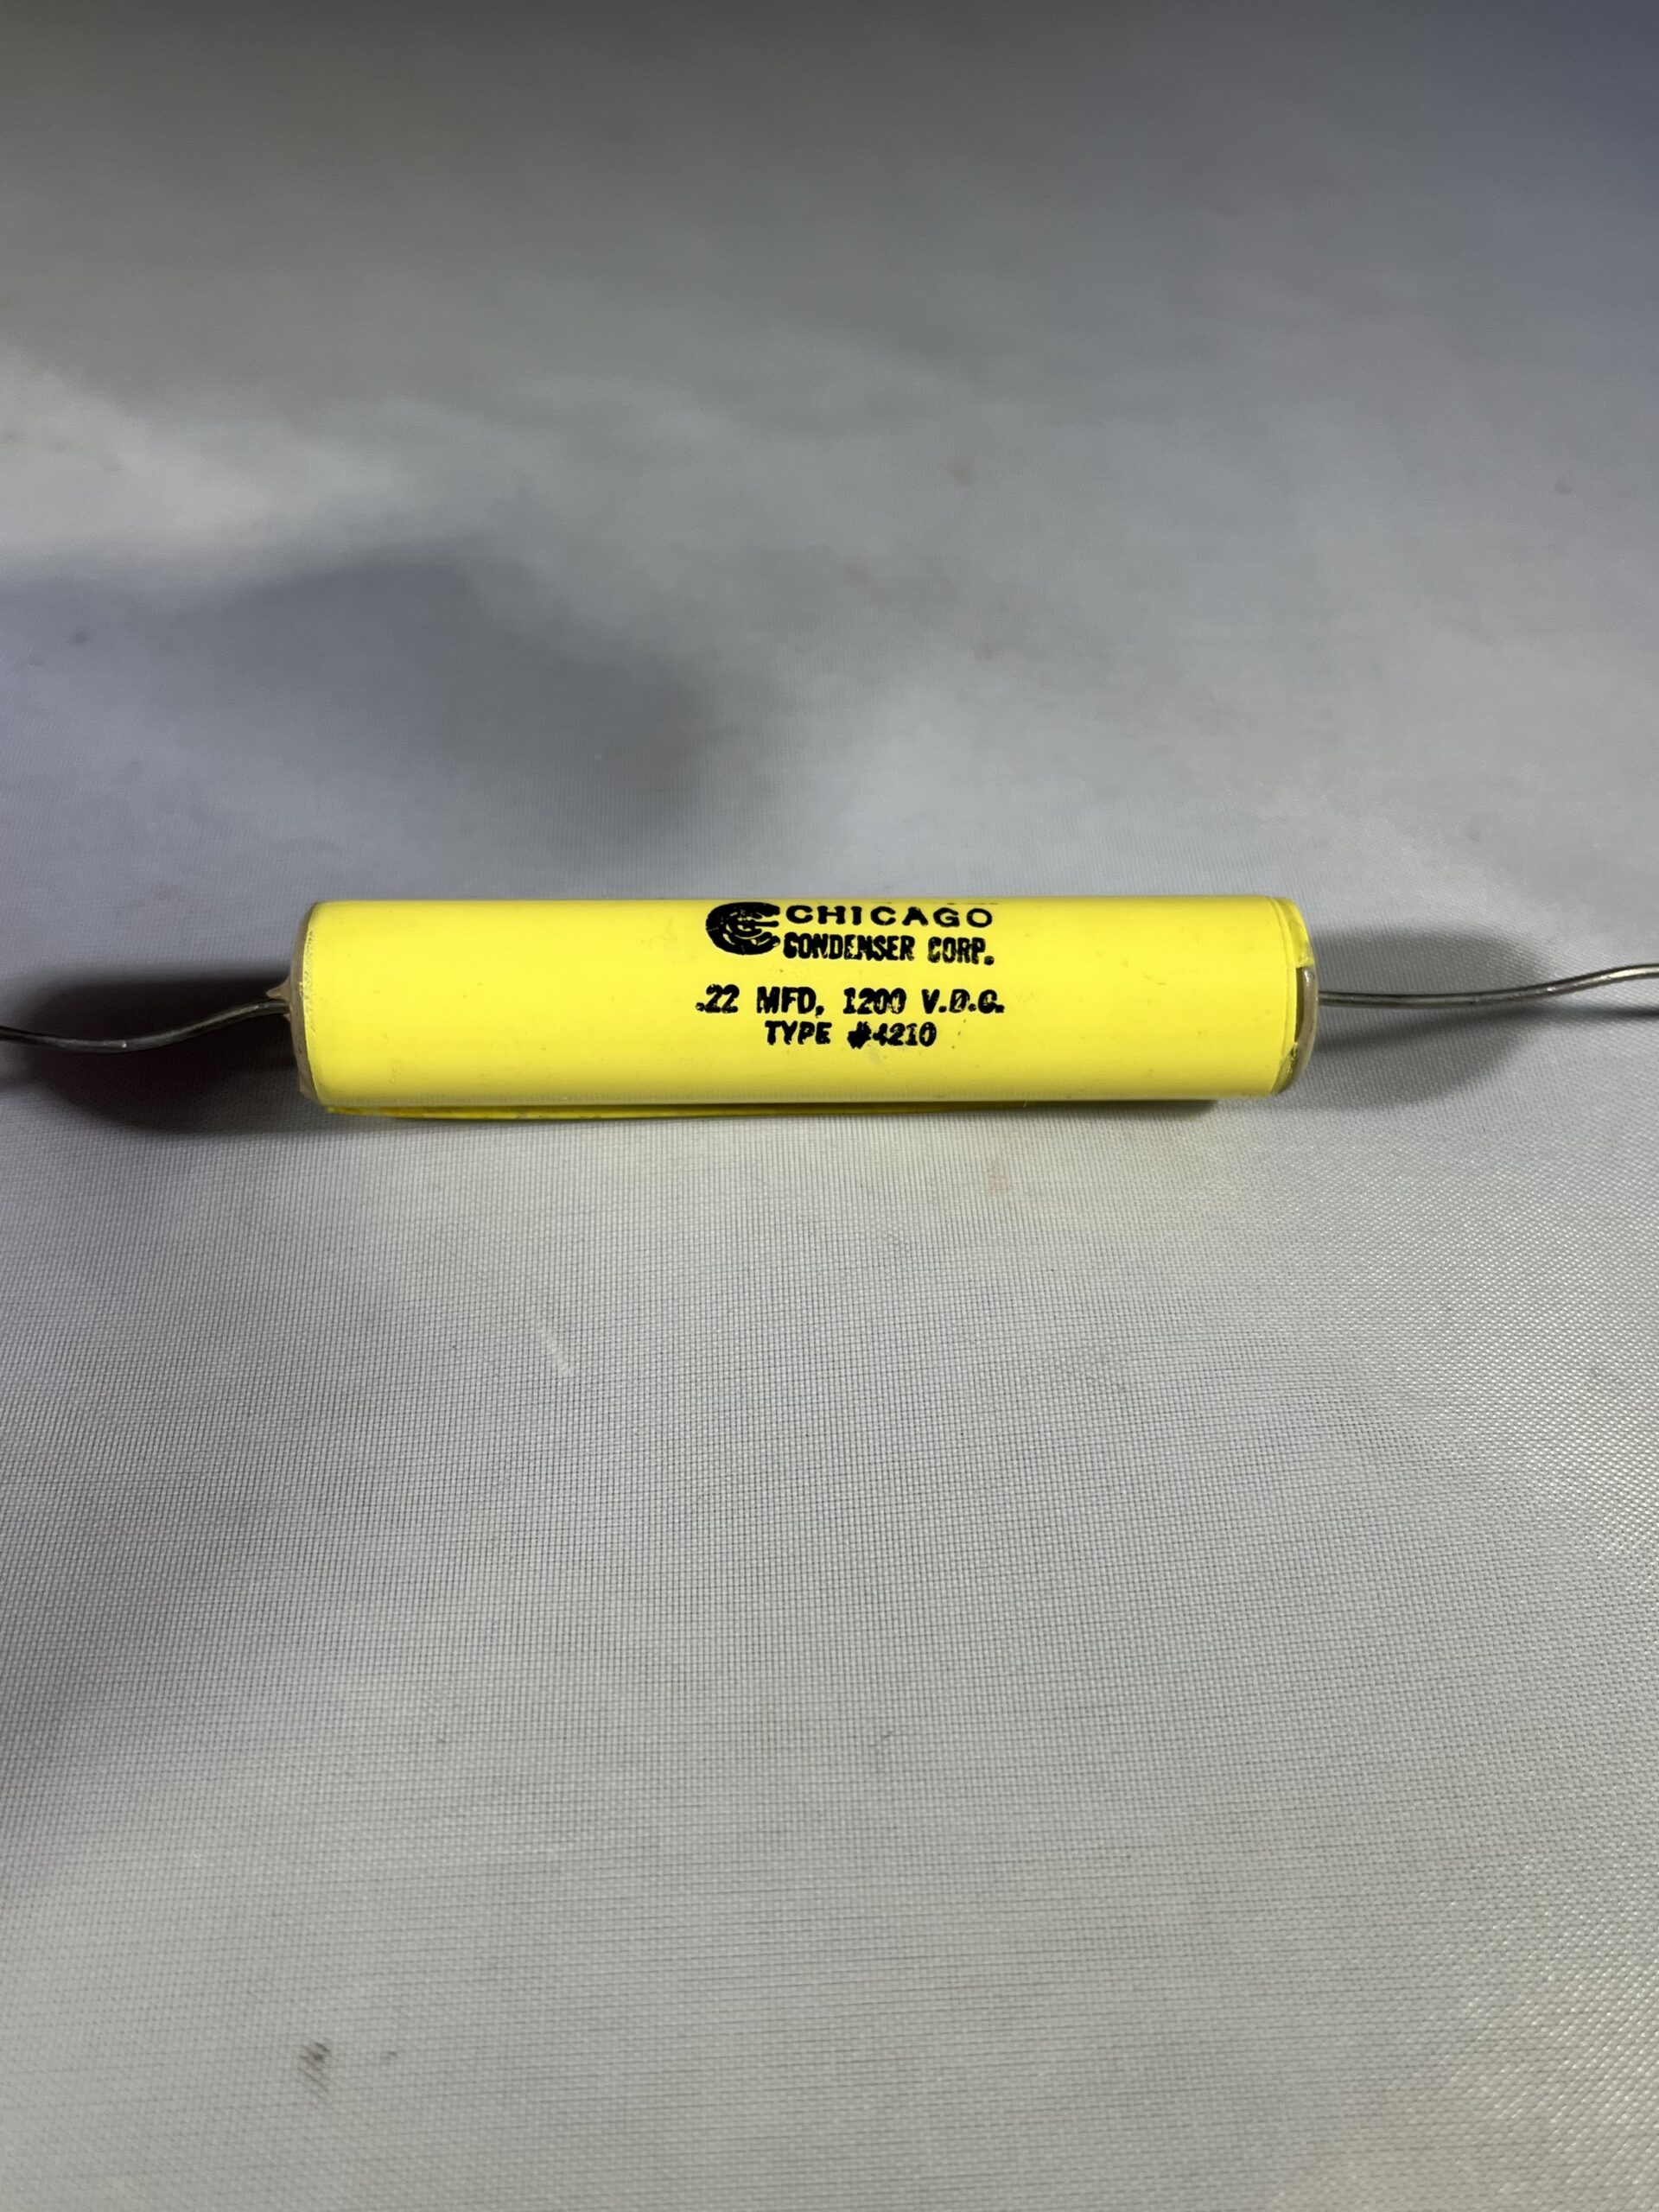 CHICAGO
CONDENSER CORP.
.22 MFD, 1200 V.D.C.
TYPE #4210